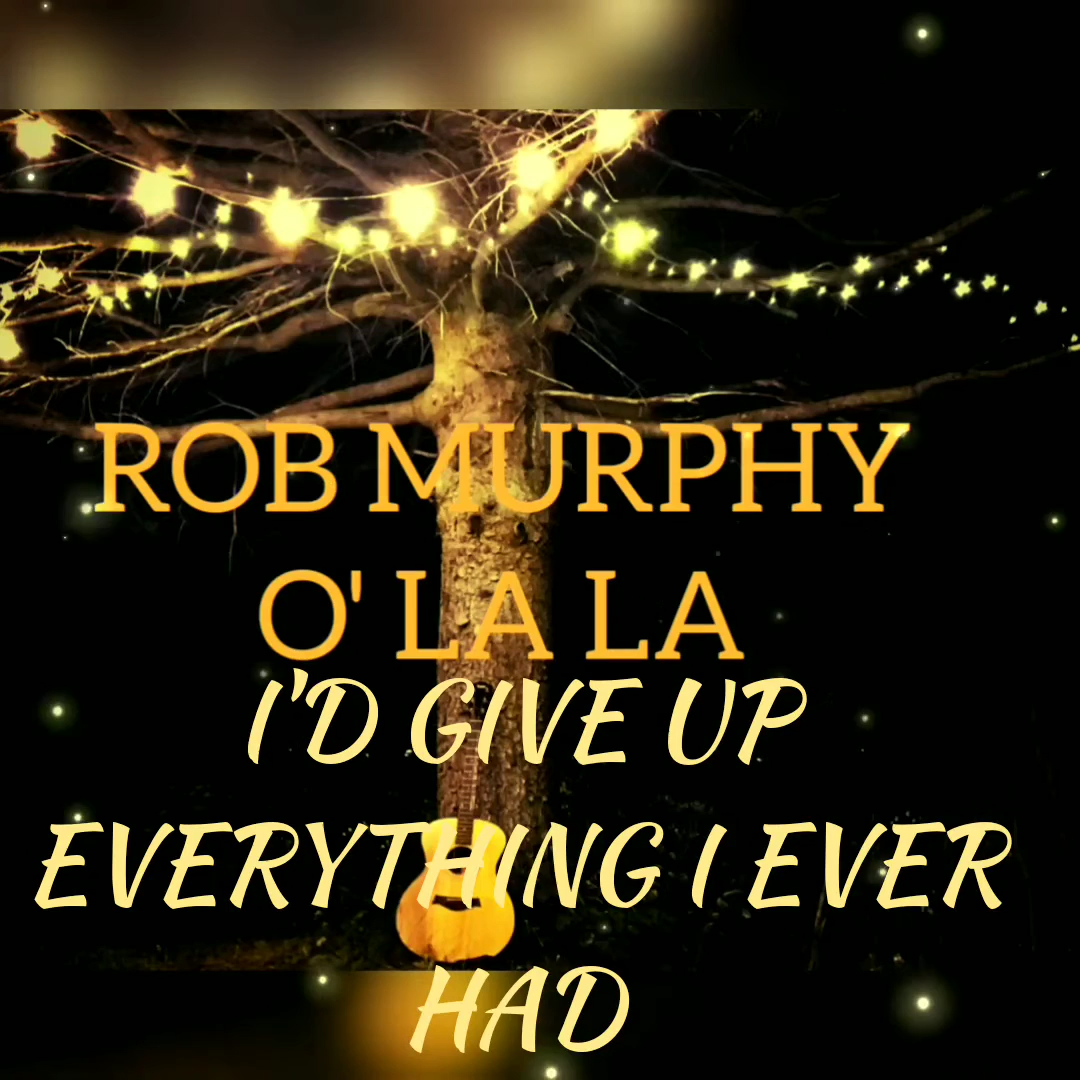 ROB MURPHY
O' LA LA
I'D GIVE UP
EVERYTHING I EVER
HAD